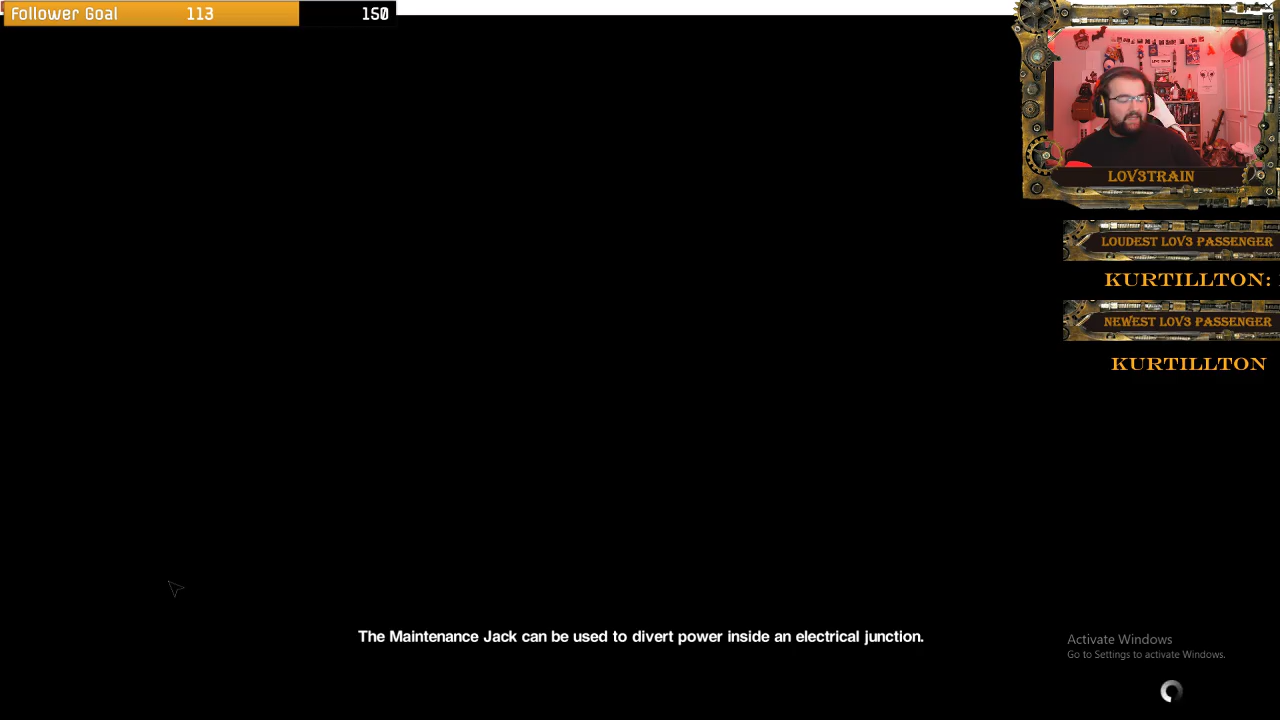 Follower Goal 113 150
LOV3TRAIN
LOUDEST LOV3 PASSENGER
KURTILLTON:
NEWEST LOV3 PASSENGER
KURTILLTON
The Maintenance Jack can be used to divert power inside an electrical junction.
Activate Windows
Go to Settings to activate Windows.